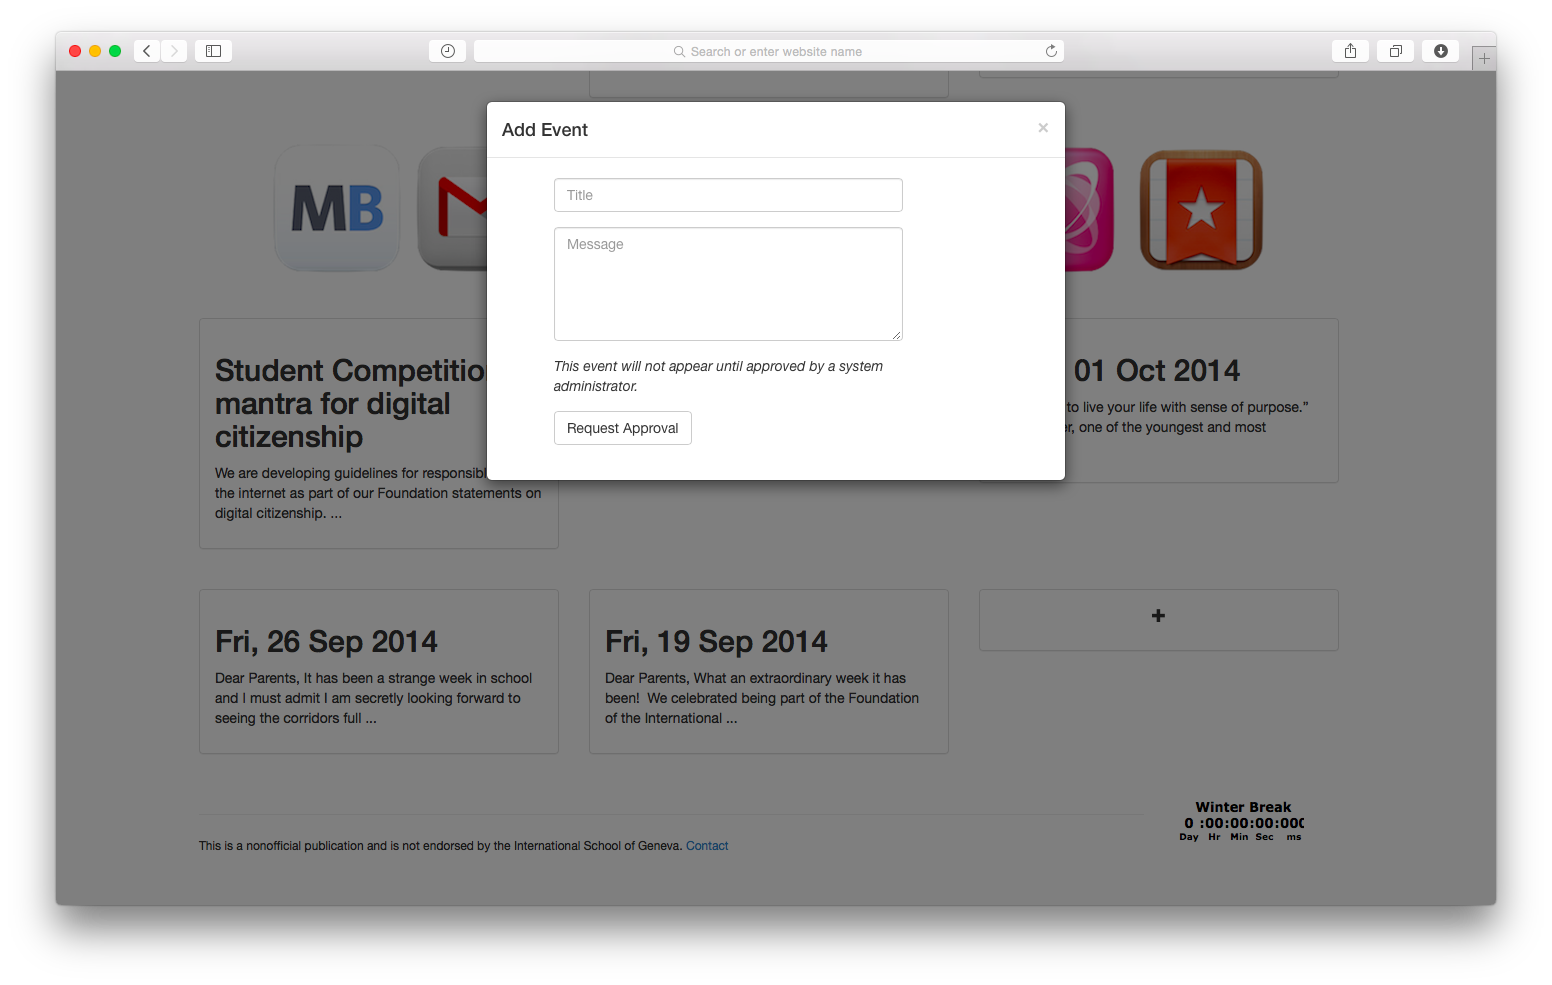 Search or enter website name
Add Event
×
Title
Message
This event will not appear until approved by a system
administrator.
Request Approval
MB
Student Competitio
mantra for digital
citizenship
We are developing guidelines for responsibl
the internet as part of our Foundation statements on
digital citizenship. ...
01 Oct 2014
to live your life with sense of purpose.”
r, one of the youngest and most
Fri, 26 Sep 2014
Dear Parents, It has been a strange week in school
and I must admit I am secretly looking forward to
seeing the corridors full ...
Fri, 19 Sep 2014
Dear Parents, What an extraordinary week it has
been!  We celebrated being part of the Foundation
of the International ...
+
Winter Break
0 :00:00:00:000
Day Hr Min Sec ms
This is a nonofficial publication and is not endorsed by the International School of Geneva. Contact